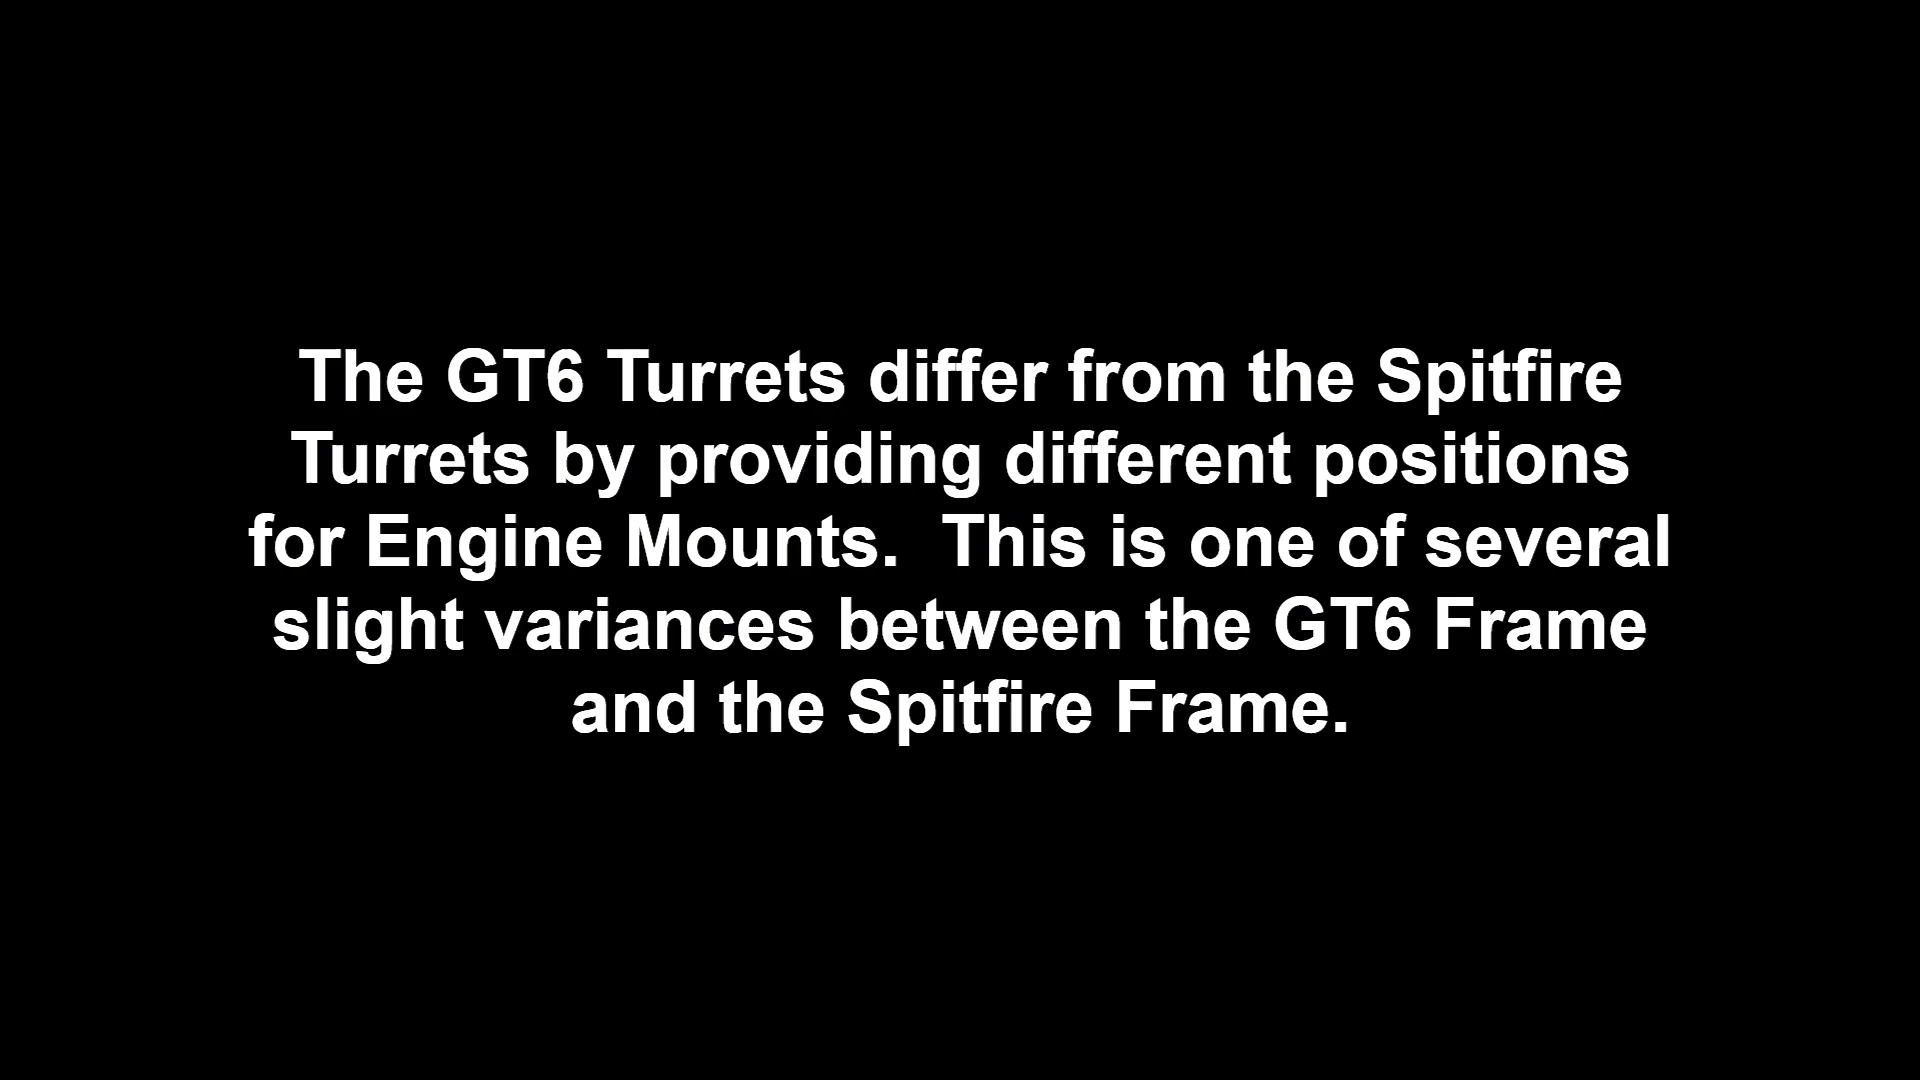 The GT6 Turrets differ from the Spitfire
Turrets by providing different positions
for Engine Mounts.  This is one of several
slight variances between the GT6 Frame
and the Spitfire Frame.